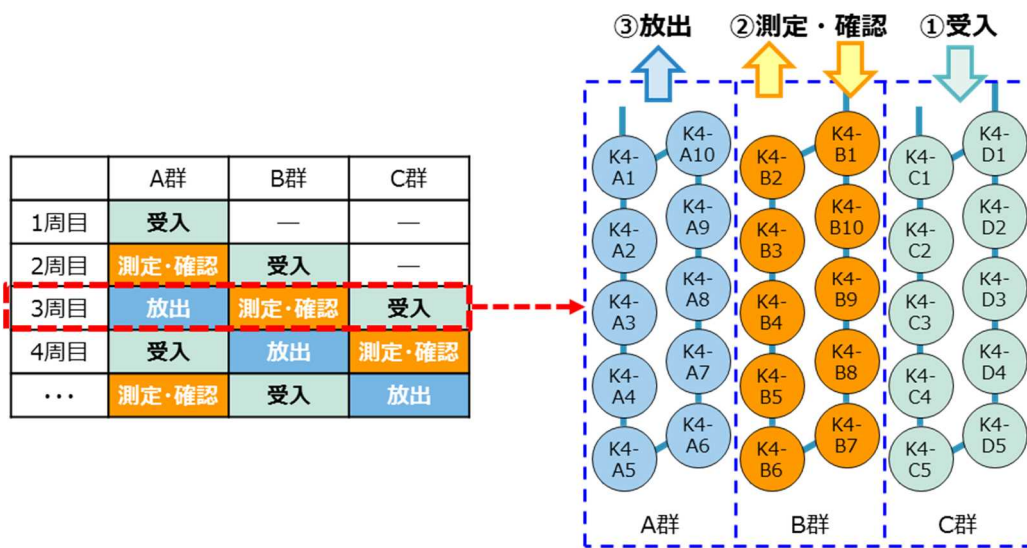 ③放出 ②測定・確認 ①受入
A群 B群 C群
1周目 受入 — —
2周目 測定・確認 受入 —
3周目 放出 測定・確認 受入
4周目 受入 放出 測定・確認
・・・ 測定・確認 受入 放出
K4-
A1
K4-
A2
K4-
A3
K4-
A4
K4-
A5
K4-
A10
K4-
A9
K4-
A8
K4-
A7
K4-
A6
K4-
B2
K4-
B3
K4-
B4
K4-
B5
K4-
B6
K4-
B1
K4-
B10
K4-
B9
K4-
B8
K4-
B7
K4-
C1
K4-
C2
K4-
C3
K4-
C4
K4-
C5
K4-
D1
K4-
D2
K4-
D3
K4-
D4
K4-
D5
A群 B群 C群